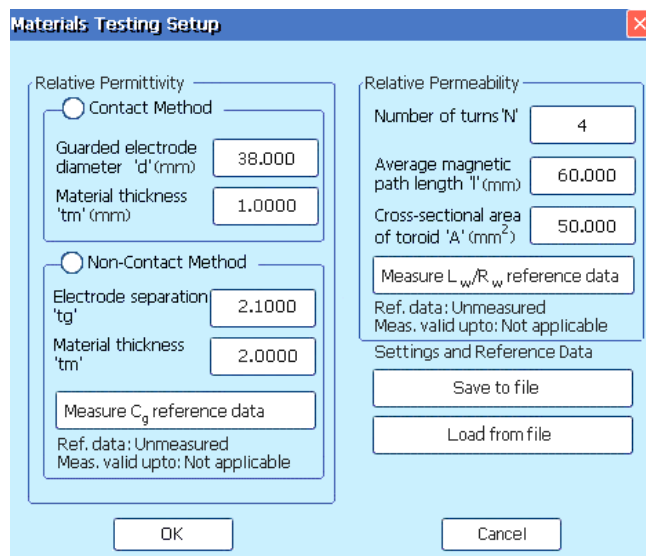 Materials Testing Setup
Relative Permittivity
Contact Method
Guarded electrode
diameter 'd' (mm)
38.000
Material thickness
'tm' (mm)
1.0000
Non-Contact Method
Electrode separation
'tg'
2.1000
Material thickness
'tm'
2.0000
Measure Cg reference data
Ref. data: Unmeasured
Meas. valid upto: Not applicable
Relative Permeability
Number of turns 'N'
4
Average magnetic
path length 'l' (mm)
60.000
Cross-sectional area
of toroid 'A' (mm²)
50.000
Measure Lw/Rw reference data
Ref. data: Unmeasured
Meas. valid upto: Not applicable
Settings and Reference Data
Save to file
Load from file
OK
Cancel